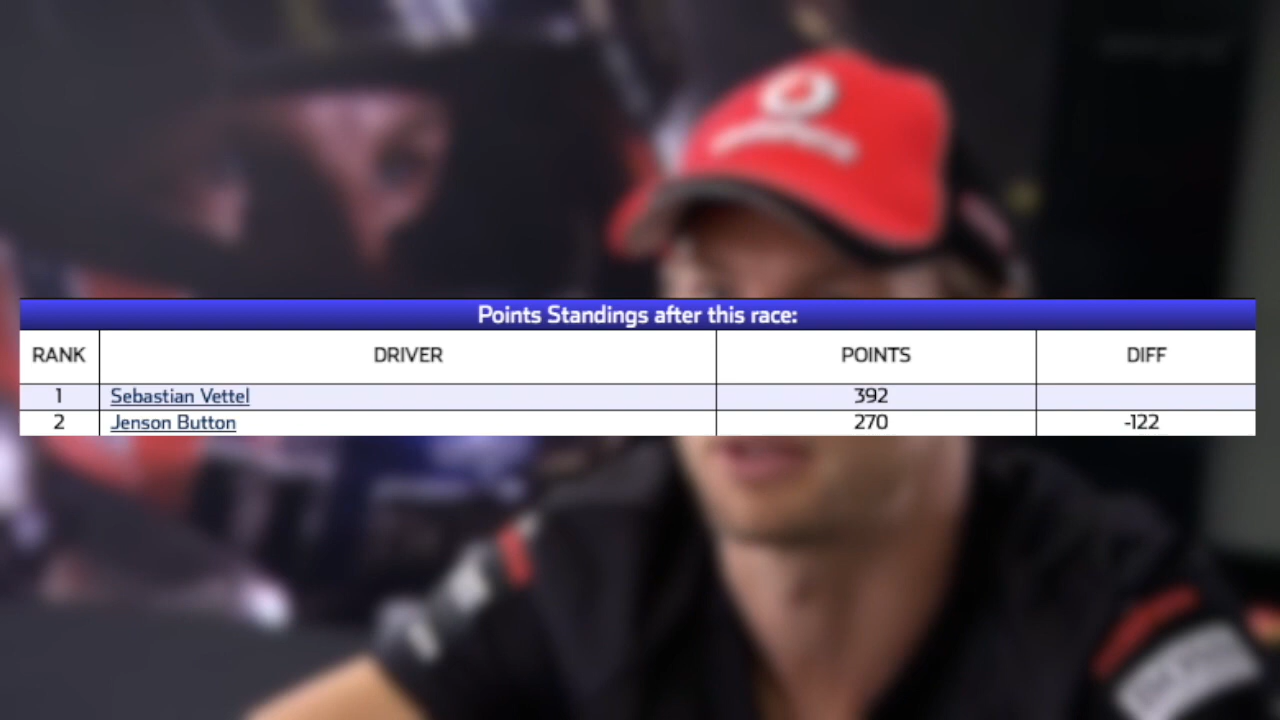 Points Standings after this race:
RANK DRIVER POINTS DIFF
1 Sebastian Vettel 392
2 Jenson Button 270 -122